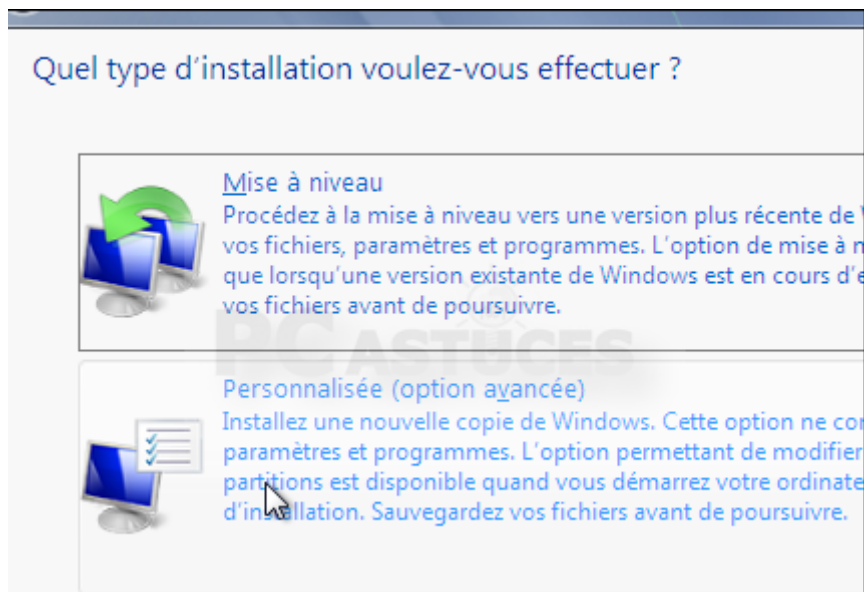 Quel type d'installation voulez-vous effectuer ?
Mise à niveau
Procédez à la mise à niveau vers une version plus récente de
vos fichiers, paramètres et programmes. L'option de mise à
que lorsqu'une version existante de Windows est en cours
vos fichiers avant de poursuivre.
PC ASTUCES
Personnalisée (option avancée)
Installez une nouvelle copie de Windows. Cette option ne
paramètres et programmes. L'option permettant de modifier
partitions est disponible quand vous démarrez votre
d'installation. Sauvegardez vos fichiers avant de poursuivre.